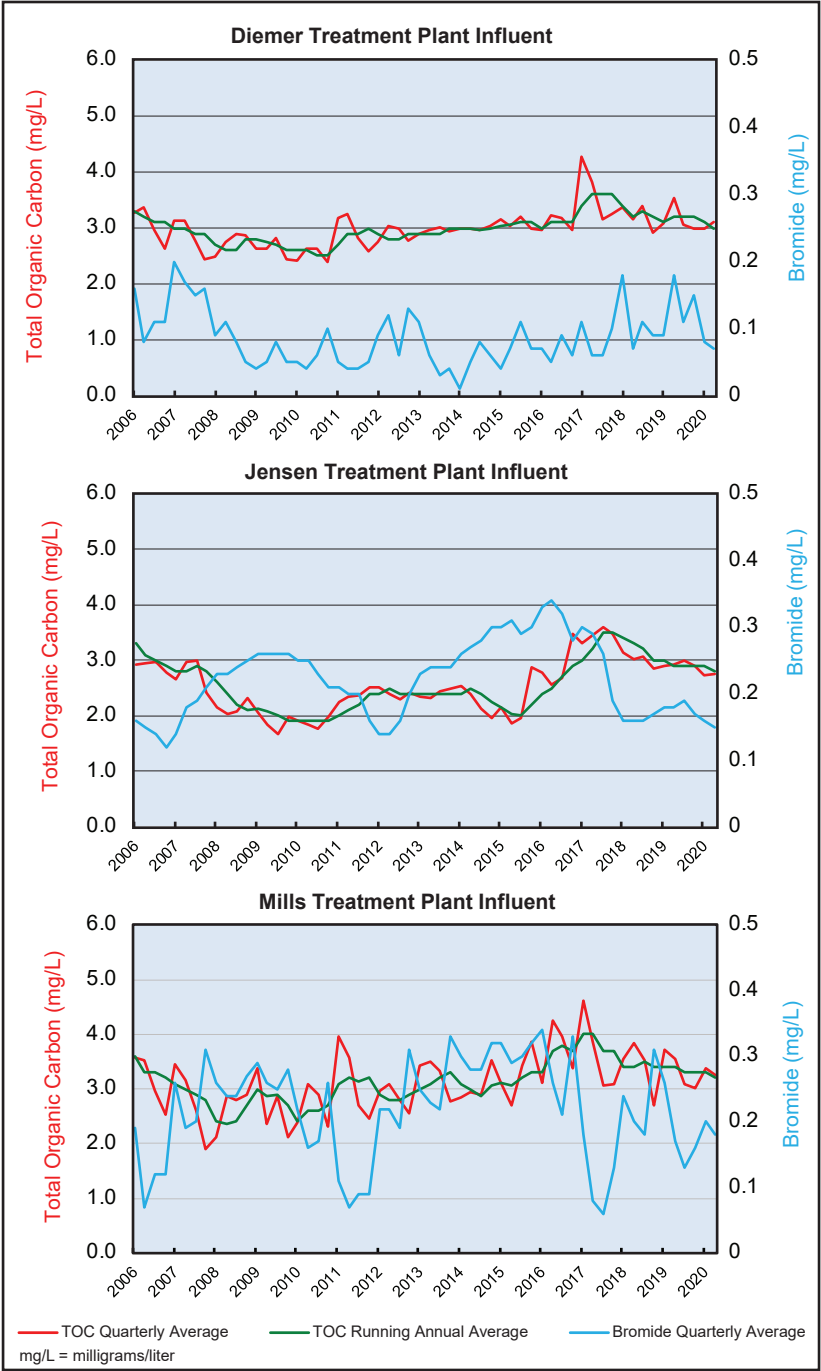 Diemer Treatment Plant Influent
Total Organic Carbon (mg/L)
6.0
5.0
4.0
3.0
2.0
1.0
0.0
0.5
0.4
0.3
0.2
0.1
0
Bromide (mg/L)
2006 2007 2008 2009 2010 2011 2012 2013 2014 2015 2016 2017 2018 2019 2020
Jensen Treatment Plant Influent
Total Organic Carbon (mg/L)
6.0
5.0
4.0
3.0
2.0
1.0
0.0
0.5
0.4
0.3
0.2
0.1
0
Bromide (mg/L)
2006 2007 2008 2009 2010 2011 2012 2013 2014 2015 2016 2017 2018 2019 2020
Mills Treatment Plant Influent
Total Organic Carbon (mg/L)
6.0
5.0
4.0
3.0
2.0
1.0
0.0
0.5
0.4
0.3
0.2
0.1
0
Bromide (mg/L)
2006 2007 2008 2009 2010 2011 2012 2013 2014 2015 2016 2017 2018 2019 2020
TOC Quarterly Average TOC Running Annual Average Bromide Quarterly Average
mg/L = milligrams/liter